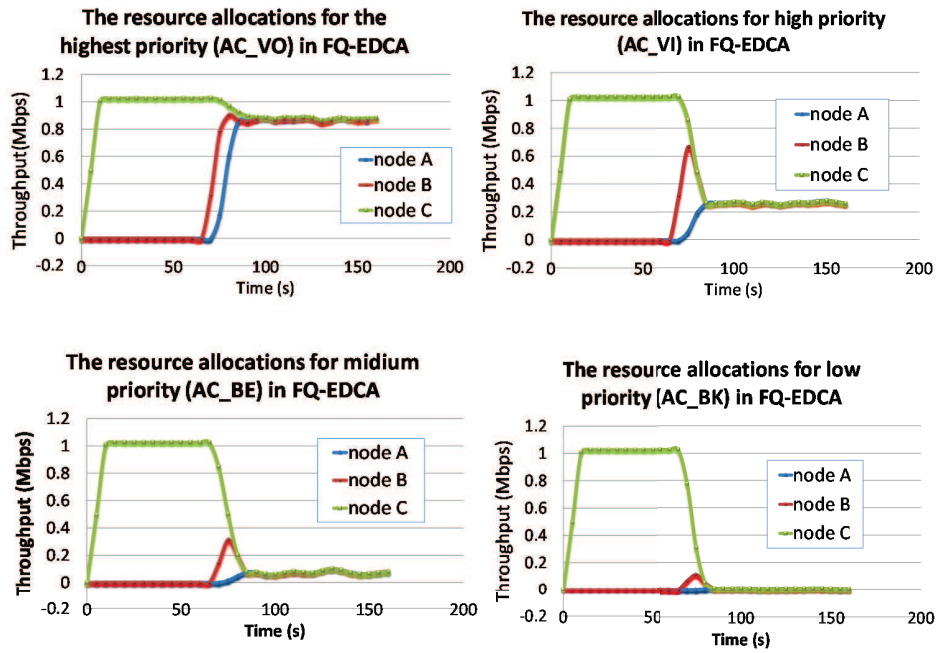 The resource allocations for the
highest priority (AC_VO) in FQ-EDCA
Throughput(Mbps)
1.2
1
0.8
0.6
0.4
0.2
0
-0.2
0
50
100
150
200
Time (s)
node A
node B
node C
The resource allocations for high priority
(AC_VI) in FQ-EDCA
Throughput (Mbps)
1.2
1
0.8
0.6
0.4
0.2
0
-0.2
0
50
100
150
200
Time (s)
node A
node B
node C
The resource allocations for midium
priority (AC_BE) in FQ-EDCA
Throughput (Mbps)
1.2
1
0.8
0.6
0.4
0.2
0
-0.2
0
50
100
150
200
Time (s)
node A
node B
node C
The resource allocations for low
priority (AC_BK) in FQ-EDCA
Throughput (Mbps)
1.2
1
0.8
0.6
0.4
0.2
0
-0.2
0
50
100
150
200
Time (s)
node A
node B
node C